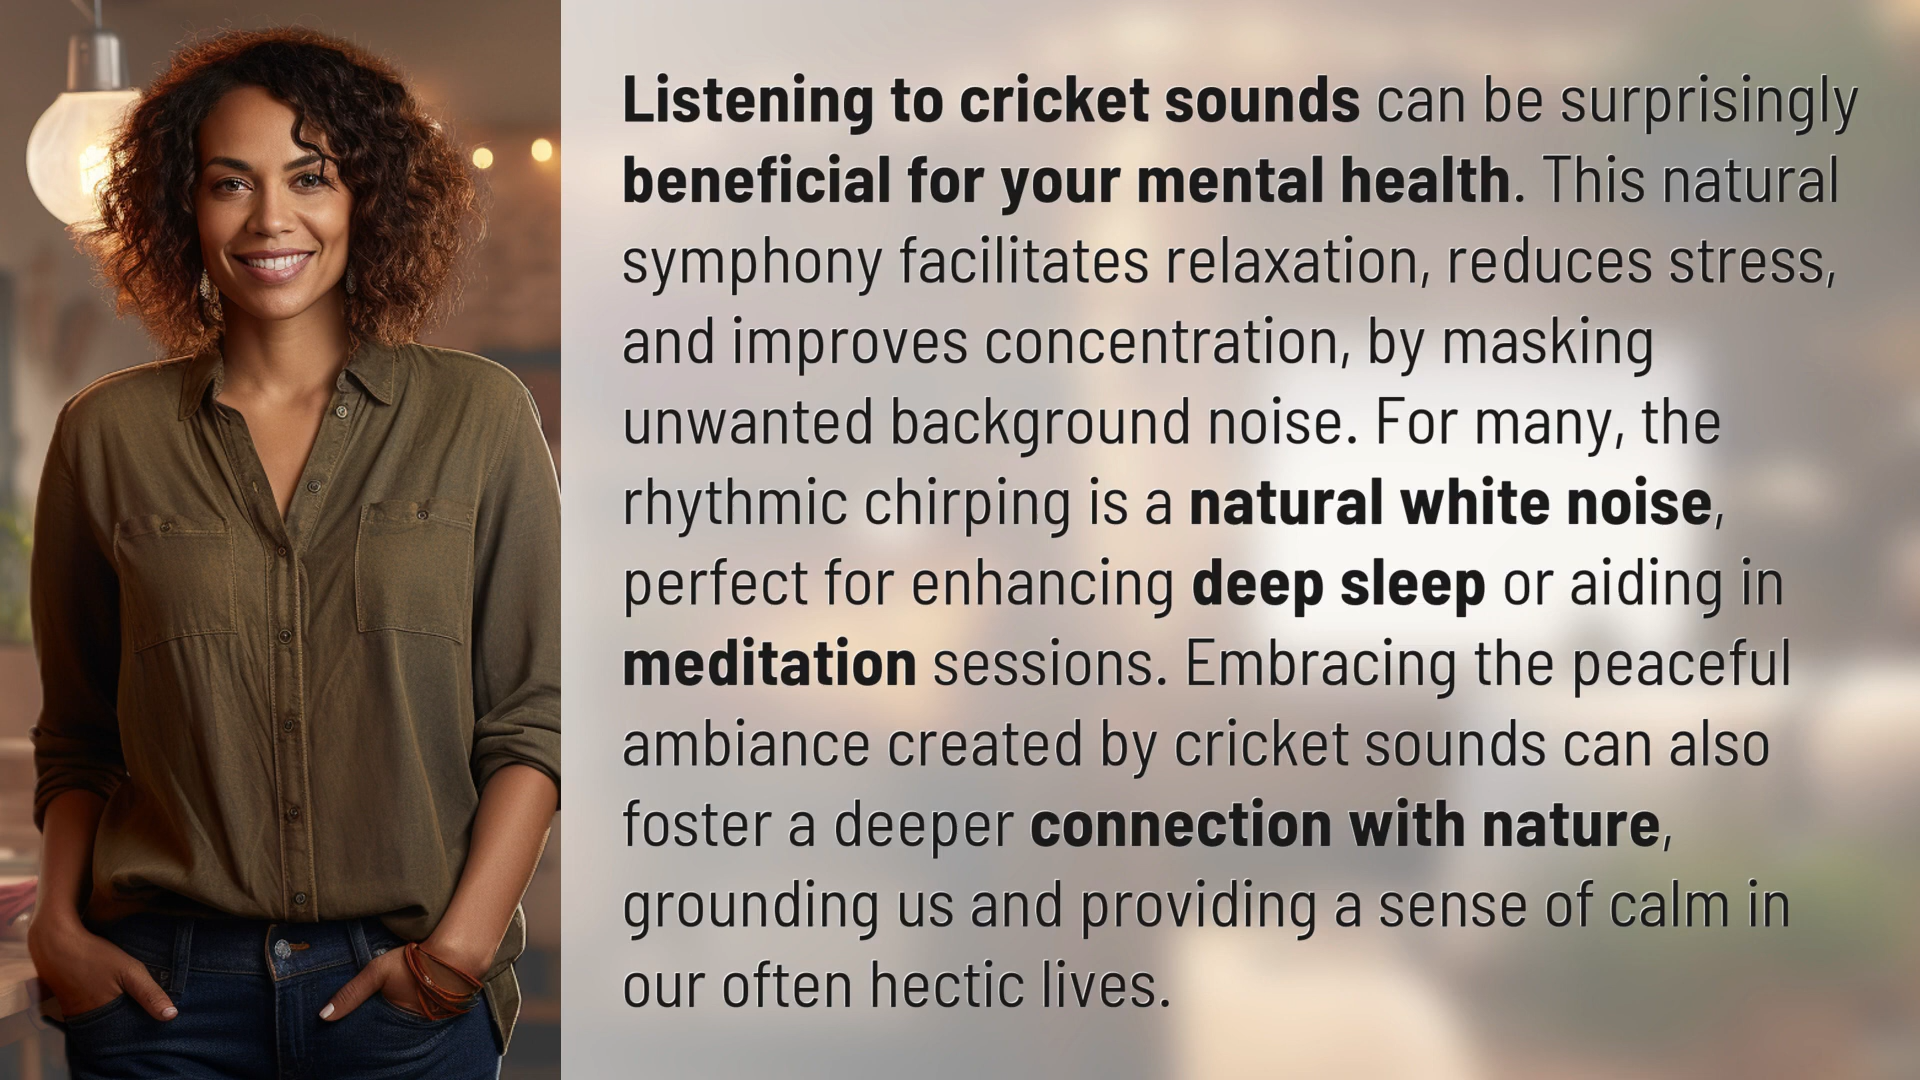 Listening to cricket sounds can be surprisingly
beneficial for your mental health. This natural
symphony facilitates relaxation, reduces stress,
and improves concentration, by masking
unwanted background noise. For many, the
rhythmic chirping is a natural white noise,
perfect for enhancing deep sleep or aiding in
meditation sessions. Embracing the peaceful
ambiance created by cricket sounds can also
foster a deeper connection with nature,
grounding us and providing a sense of calm in
our often hectic lives.